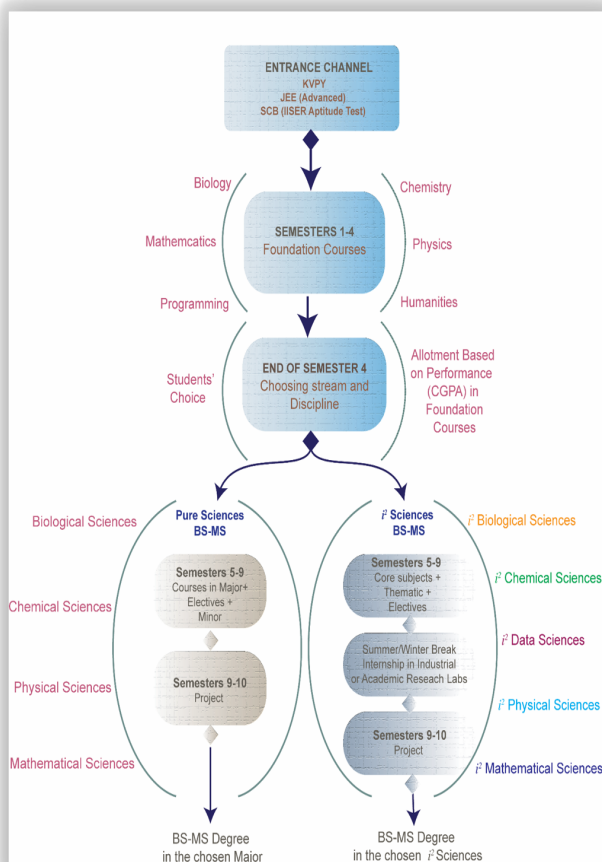 ENTRANCE CHANNEL
KVPY
JEE (Advanced)
SCB (IISER Aptitude Test)
Biology
Chemistry
SEMESTERS 1-4
Foundation Courses
Mathemcatics
Physics
Programming
Humanities
END OF SEMESTER 4
Choosing stream and
Discipline
Students'
Choice
Allotment Based
on Performance
(CGPA) in
Foundation
Courses
Pure Sciences
BS-MS
Biological Sciences
Chemical Sciences
Physical Sciences
Mathematical Sciences
Semesters 5-9
Courses in Major+
Electives +
Minor
Semesters 9-10
Project
BS-MS Degree
in the chosen Major
i² Sciences
BS-MS
Semesters 5-9
Core subjects +
Thematic +
Electives
Summer/Winter Break
Internship in Industrial
or Academic Reseach Labs
Semesters 9-10
Project
i² Biological Sciences
i² Chemical Sciences
i² Data Sciences
i² Physical Sciences
i² Mathematical Sciences
BS-MS Degree
in the chosen i² Sciences